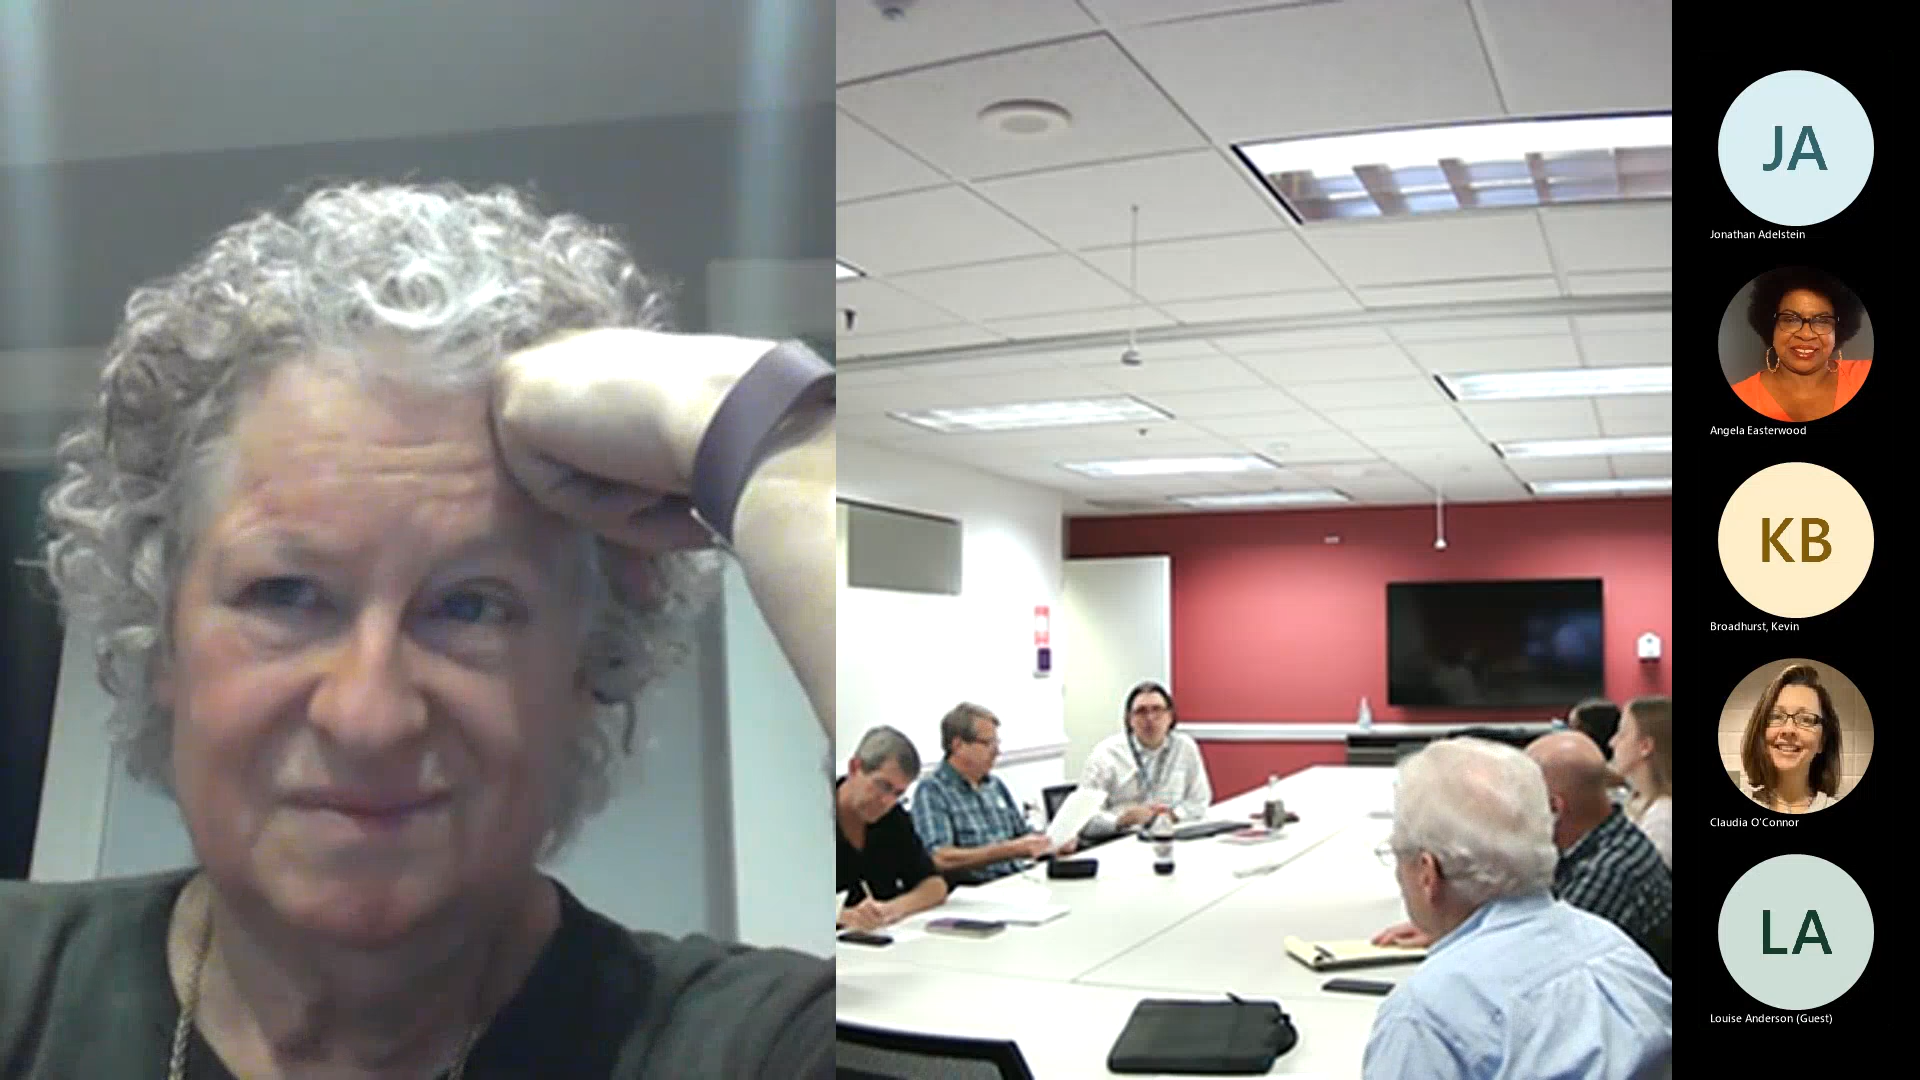 JA
Jonathan Adelstein
Angela Easterwood
KB
Broadhurst, Kevin
Claudia O'Connor
LA
Louise Anderson (Guest)